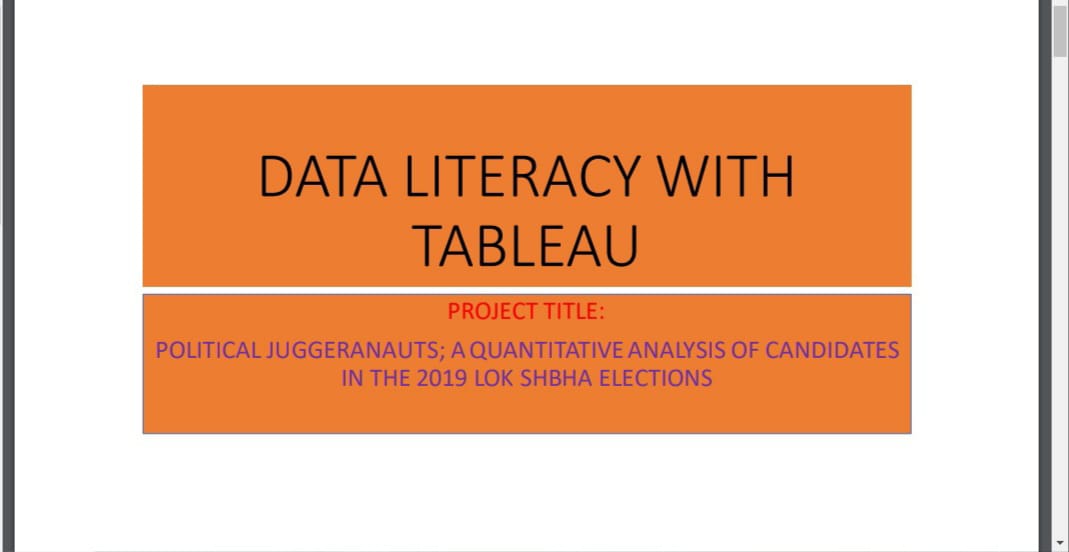 DATA LITERACY WITH
TABLEAU
PROJECT TITLE:
POLITICAL JUGGERANAUTS; A QUANTITATIVE ANALYSIS OF CANDIDATES
IN THE 2019 LOK SHBHA ELECTIONS